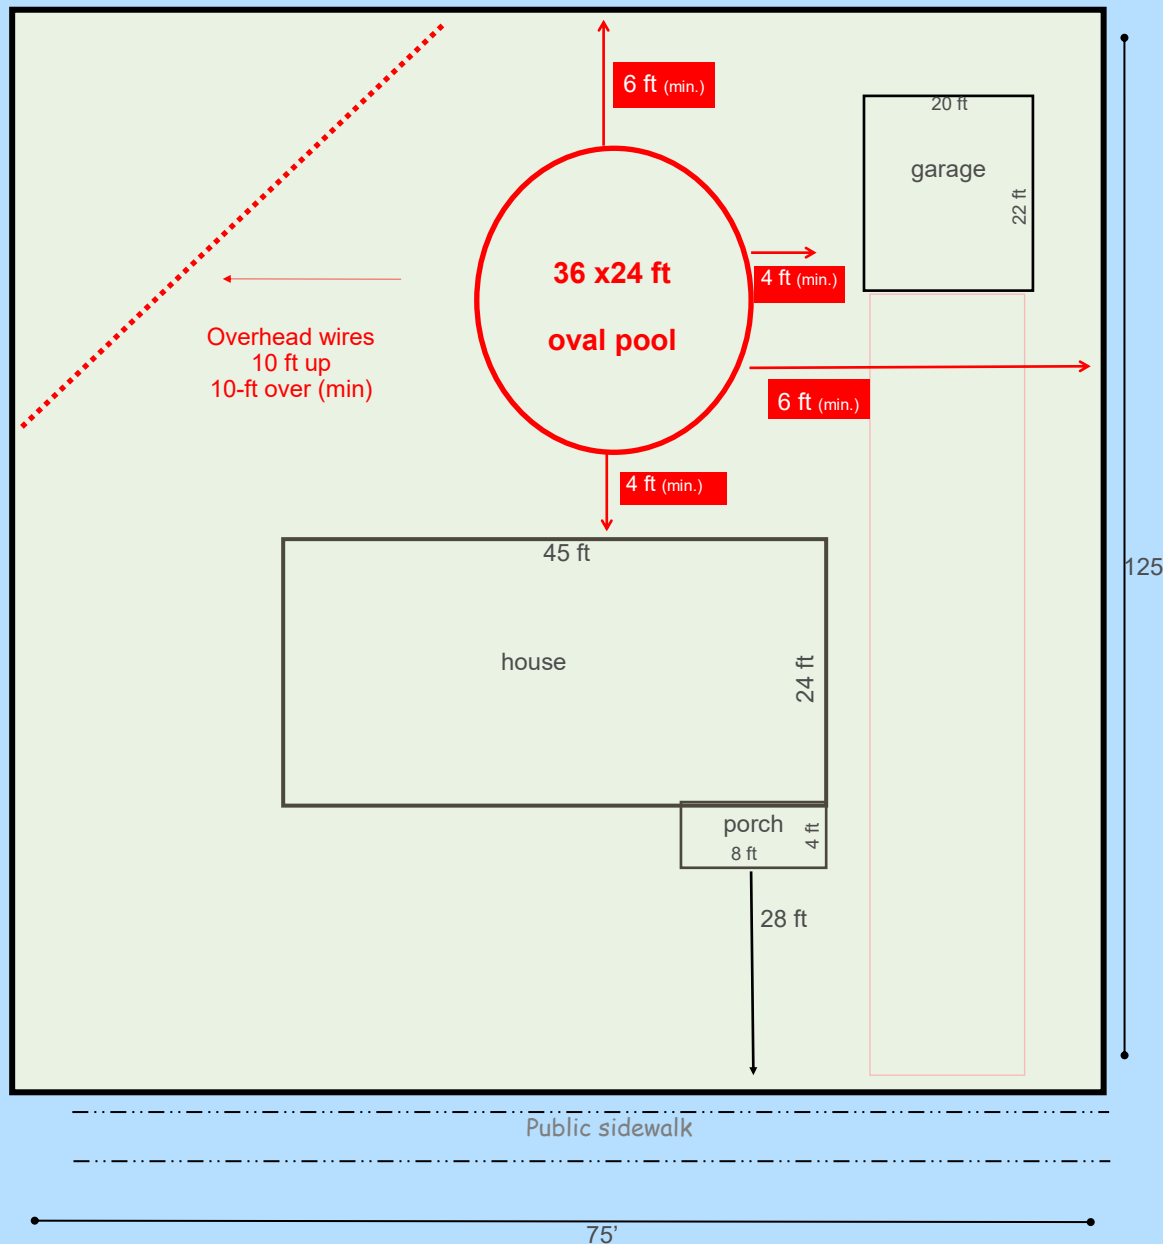 6 ft (min.)
20 ft
garage
22 ft
36 x24 ft
oval pool
4 ft (min.)
Overhead wires
10 ft up
10-ft over (min)
6 ft (min.)
4 ft (min.)
45 ft
125
house
24 ft
porch
4 ft
8 ft
28 ft
Public sidewalk
75'